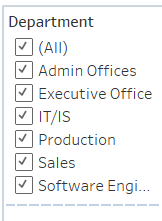 Department
(All)
Admin Offices
Executive Office
IT/IS
Production
Sales
Software Engi...